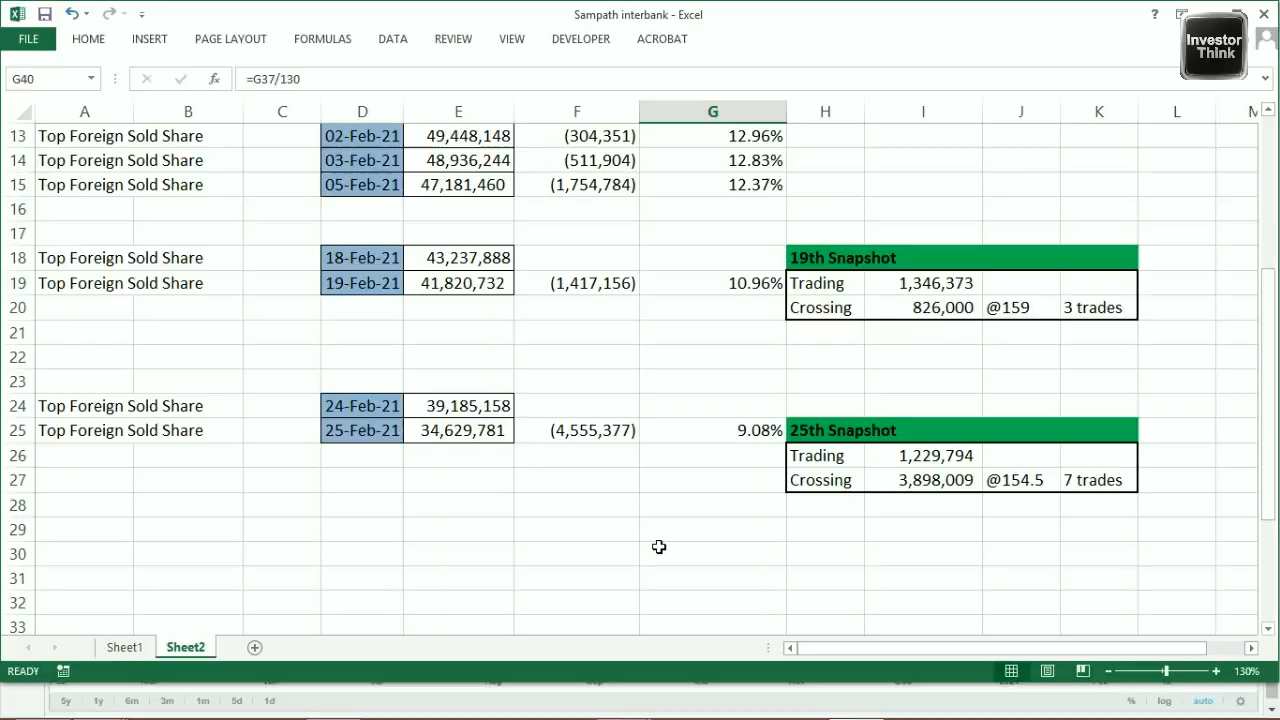 Sampath interbank - Excel
?
Investor
Think
FILE HOME INSERT PAGE LAYOUT FORMULAS DATA REVIEW VIEW DEVELOPER ACROBAT
G40 fx =G37/130
A B C D E F G H I J K L M
13 Top Foreign Sold Share 02-Feb-21 49,448,148 (304,351) 12.96%
14 Top Foreign Sold Share 03-Feb-21 48,936,244 (511,904) 12.83%
15 Top Foreign Sold Share 05-Feb-21 47,181,460 (1,754,784) 12.37%
16
17
18 Top Foreign Sold Share 18-Feb-21 43,237,888 19th Snapshot
19 Top Foreign Sold Share 19-Feb-21 41,820,732 (1,417,156) 10.96% Trading 1,346,373
20 Crossing 826,000 @159 3 trades
21
22
23
24 Top Foreign Sold Share 24-Feb-21 39,185,158
25 Top Foreign Sold Share 25-Feb-21 34,629,781 (4,555,377) 9.08% 25th Snapshot
26 Trading 1,229,794
27 Crossing 3,898,009 @154.5 7 trades
28
29
30
31
32
33
Sheet1 Sheet2
READY 130%
5y 1y 6m 3m 1m 5d 1d % log auto